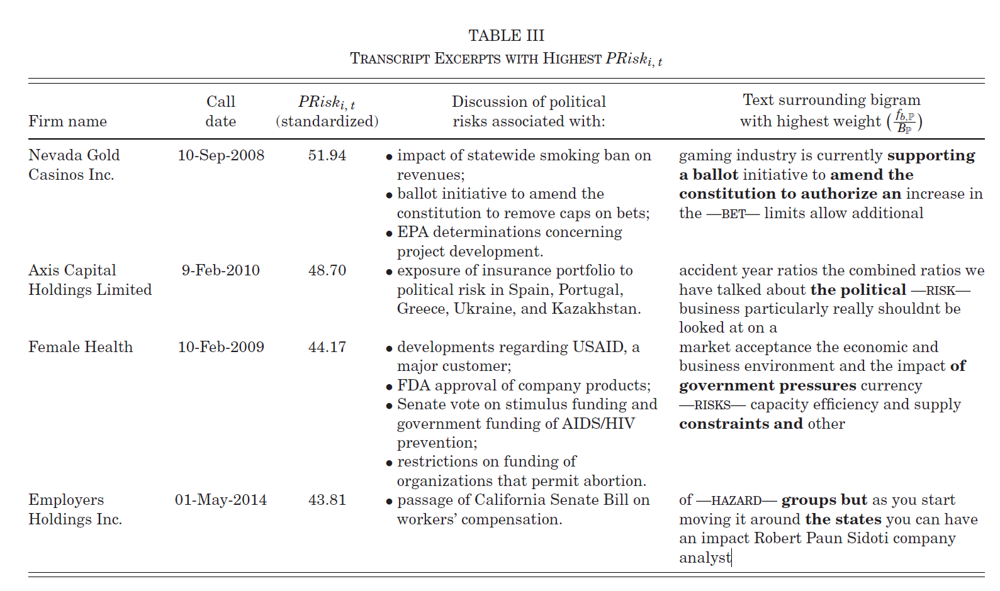 TABLE III
TRANSCRIPT EXCERPTS WITH HIGHEST PRisk_{i, t}
Firm name
Call
date
PRisk_{i, t}
(standardized)
Discussion of political
risks associated with:
Text surrounding bigram
with highest weight (f_{b,ℙ}/B_ℙ)
Nevada Gold
Casinos Inc.
10-Sep-2008
51.94
• impact of statewide smoking ban on
revenues;
• ballot initiative to amend the
constitution to remove caps on bets;
• EPA determinations concerning
project development.
gaming industry is currently supporting
a ballot initiative to amend the
constitution to authorize an increase in
the —BET— limits allow additional
Axis Capital
Holdings Limited
9-Feb-2010
48.70
• exposure of insurance portfolio to
political risk in Spain, Portugal,
Greece, Ukraine, and Kazakhstan.
accident year ratios the combined ratios we
have talked about the political —RISK—
business particularly really shouldnt be
looked at on a
Female Health
10-Feb-2009
44.17
• developments regarding USAID, a
major customer;
• FDA approval of company products;
• Senate vote on stimulus funding and
government funding of AIDS/HIV
prevention;
• restrictions on funding of
organizations that permit abortion.
market acceptance the economic and
business environment and the impact of
government pressures currency
—RISKS— capacity efficiency and supply
constraints and other
Employers
Holdings Inc.
01-May-2014
43.81
• passage of California Senate Bill on
workers' compensation.
of —HAZARD— groups but as you start
moving it around the states you can have
an impact Robert Paun Sidoti company
analyst